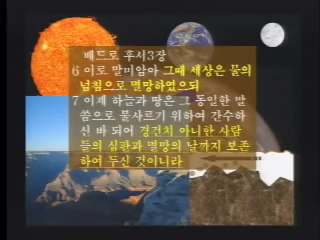 베드로 후서3장
6 이로 말미암아 그때 세상은 물의
넘침으로 멸망하였으되
7 이제 하늘과 땅은 그 동일한 말
씀으로 불사르기 위하여 간수하
신 바 되어 경건치 아니한 사람
들의 심판과 멸망의 날까지 보존
하여 두신 것이니라